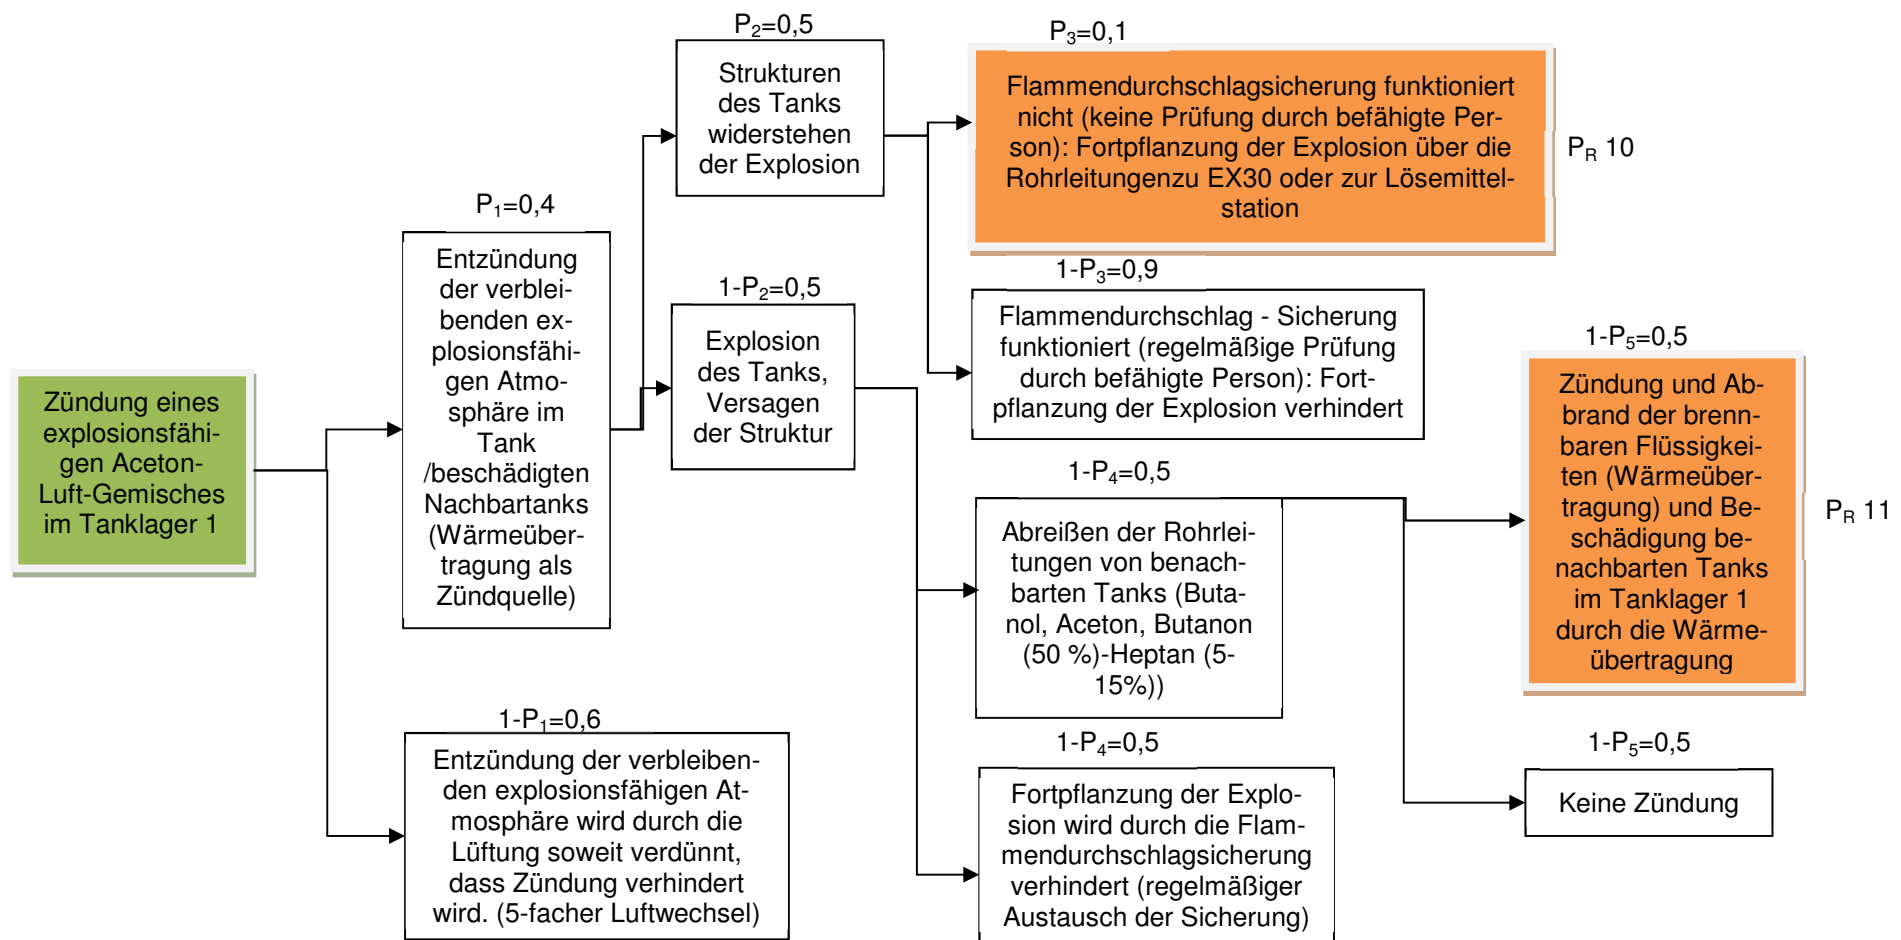 Zündung eines
explosionsfähi-
gen Aceton-
Luft-Gemisches
im Tanklager 1
P1=0,4
Entzündung
der verblei-
benden ex-
plosionsfähi-
gen Atmo-
sphäre im
Tank
/beschädigten
Nachbartanks
(Wärmeüber-
tragung als
Zündquelle)
1-P1=0,6
Entzündung der verbleiben-
den explosionsfähigen At-
mosphäre wird durch die
Lüftung soweit verdünnt,
dass Zündung verhindert
wird. (5-facher Luftwechsel)
P2=0,5
Strukturen
des Tanks
widerstehen
der Explosion
1-P2=0,5
Explosion
des Tanks,
Versagen
der Struktur
P3=0,1
Flammendurchschlagsicherung funktioniert
nicht (keine Prüfung durch befähigte Per-
son): Fortpflanzung der Explosion über die
Rohrleitungenzu EX30 oder zur Lösemittel-
station
PR 10
1-P3=0,9
Flammendurchschlag - Sicherung
funktioniert (regelmäßige Prüfung
durch befähigte Person): Fort-
pflanzung der Explosion verhindert
1-P4=0,5
Abreißen der Rohrlei-
tungen von benach-
barten Tanks (Buta-
nol, Aceton, Butanon
(50 %)-Heptan (5-
15%))
1-P4=0,5
Fortpflanzung der Explo-
sion wird durch die Flam-
mendurchschlagsicherung
verhindert (regelmäßiger
Austausch der Sicherung)
1-P5=0,5
Zündung und Ab-
brand der brenn-
baren Flüssigkei-
ten (Wärmeüber-
tragung) und Be-
schädigung be-
nachbarten Tanks
im Tanklager 1
durch die Wärme-
übertragung
PR 11
1-P5=0,5
Keine Zündung